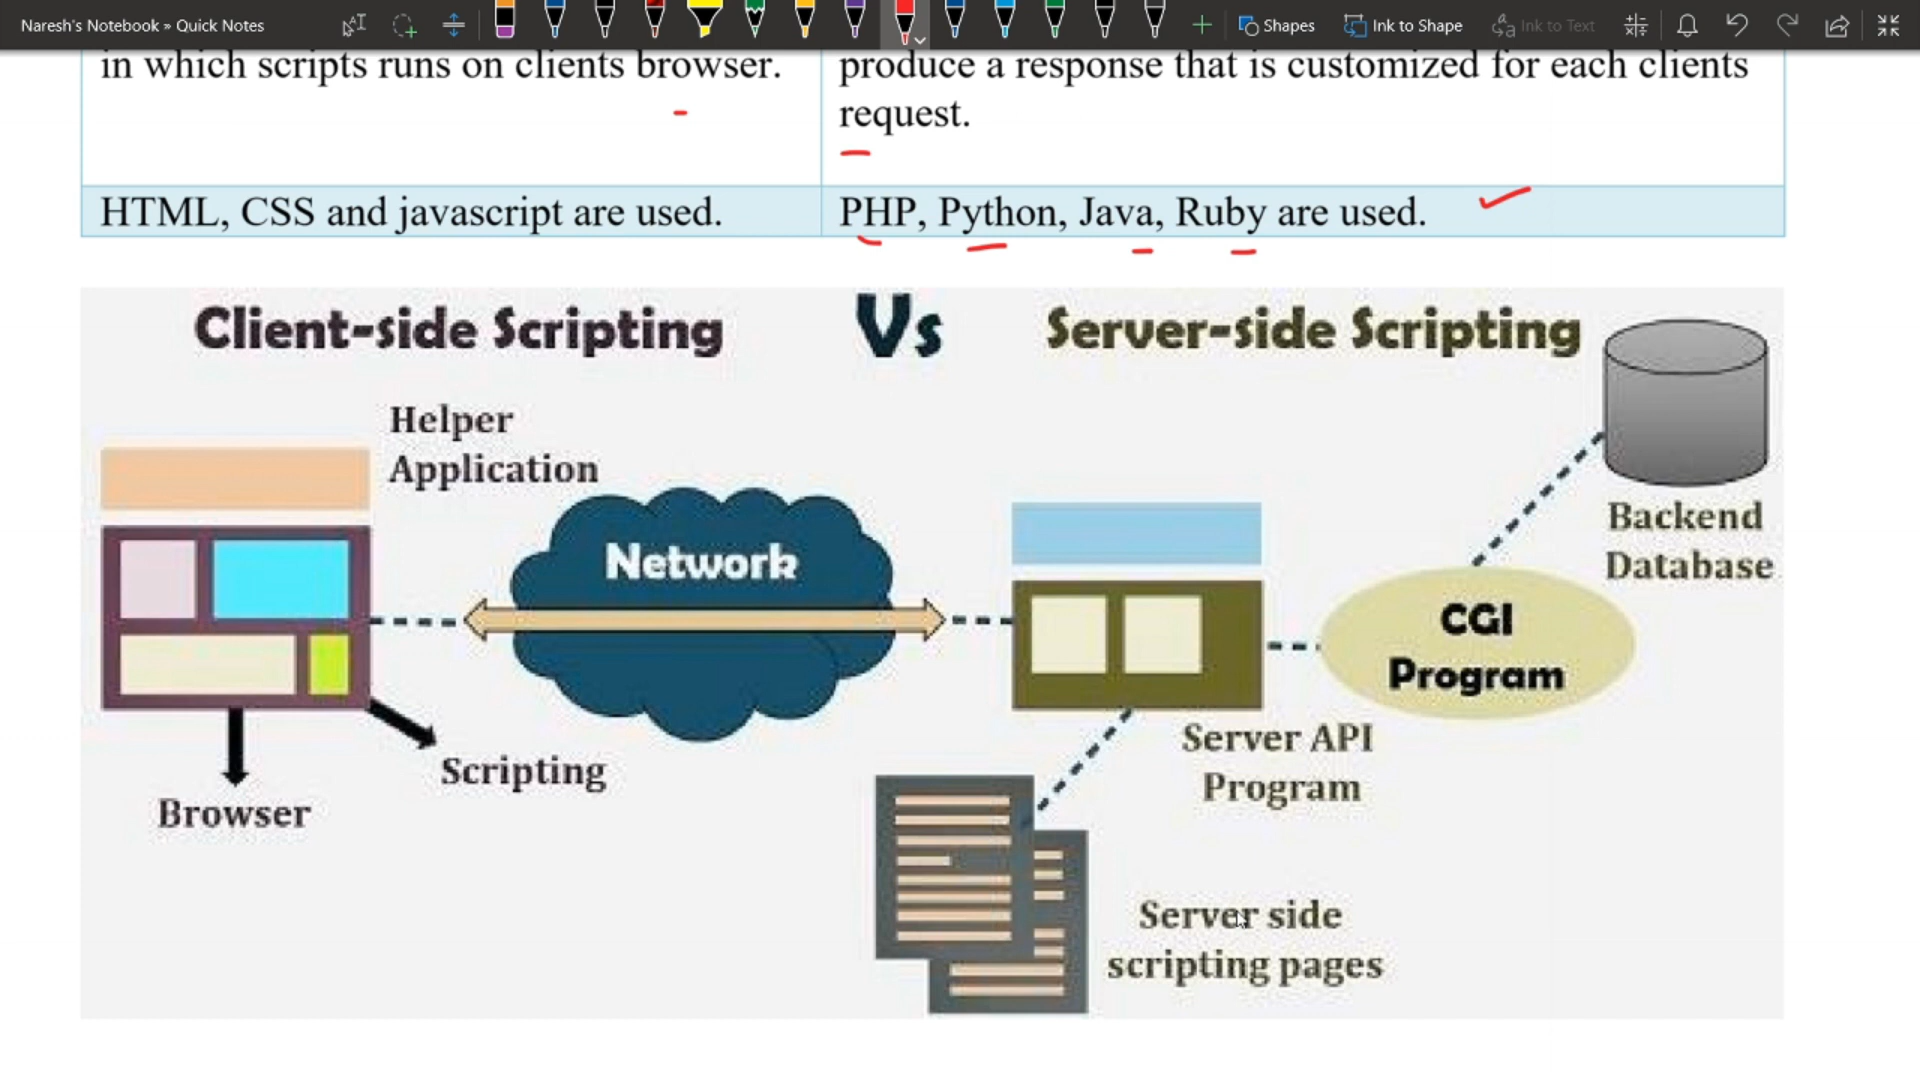 Naresh's Notebook » Quick Notes
Shapes
Ink to Shape
Ink to Text
in which scripts runs on clients browser.
produce a response that is customized for each clients
request.
HTML, CSS and javascript are used.
PHP, Python, Java, Ruby are used.
Client-side Scripting
Vs
Server-side Scripting
Helper
Application
Network
Browser
Scripting
Backend
Database
CGI
Program
Server API
Program
Server side
scripting pages